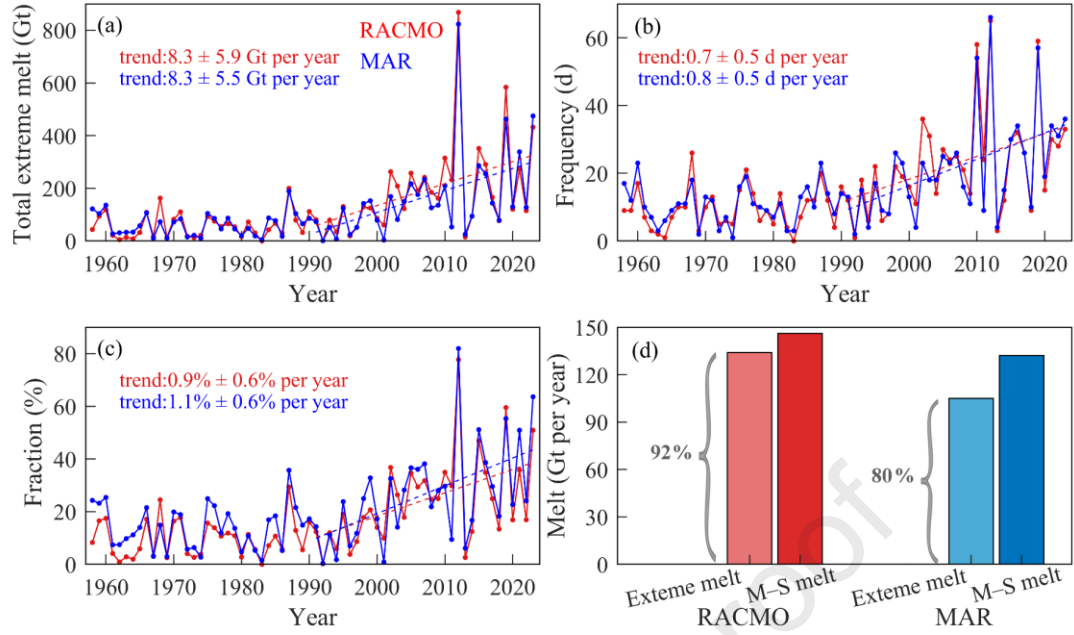 (a)
RACMO
MAR
trend:8.3 ± 5.9 Gt per year
trend:8.3 ± 5.5 Gt per year
Total extreme melt (Gt)
800
600
400
200
0
1960 1970 1980 1990 2000 2010 2020
Year
(b)
trend:0.7 ± 0.5 d per year
trend:0.8 ± 0.5 d per year
Frequency (d)
60
40
20
0
1960 1970 1980 1990 2000 2010 2020
Year
(c)
trend:0.9% ± 0.6% per year
trend:1.1% ± 0.6% per year
Fraction (%)
80
60
40
20
0
1960 1970 1980 1990 2000 2010 2020
Year
(d)
Melt (Gt per year)
150
120
90
60
30
0
92%
80%
Exteme melt M–S melt Exteme melt M–S melt
RACMO MAR
roof